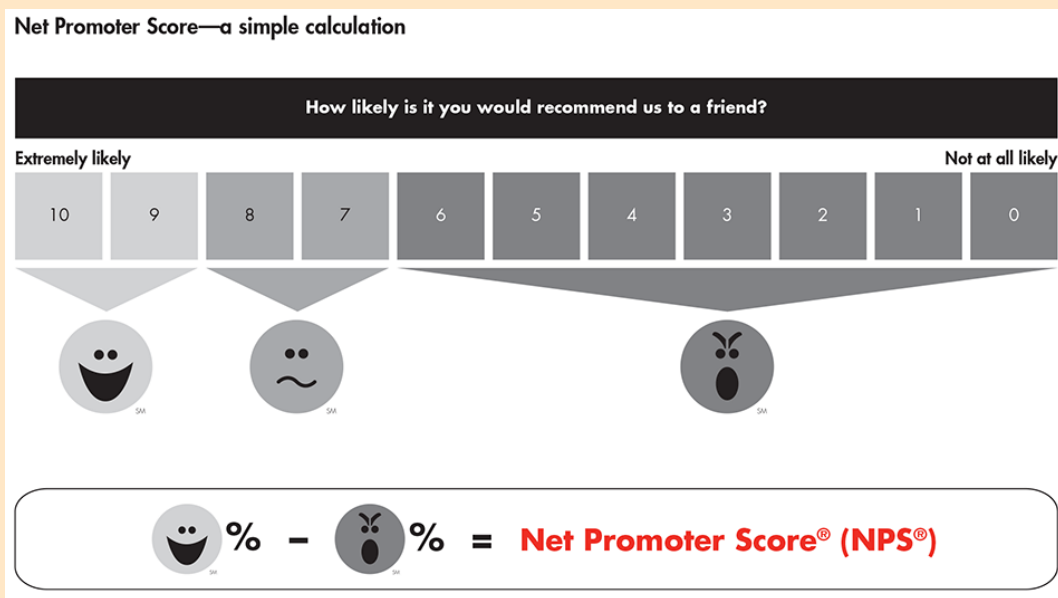 Net Promoter Score—a simple calculation
How likely is it you would recommend us to a friend?
Extremely likely Not at all likely
10 9 8 7 6 5 4 3 2 1 0
SM SM SM
% – % = Net Promoter Score® (NPS®)
SM SM